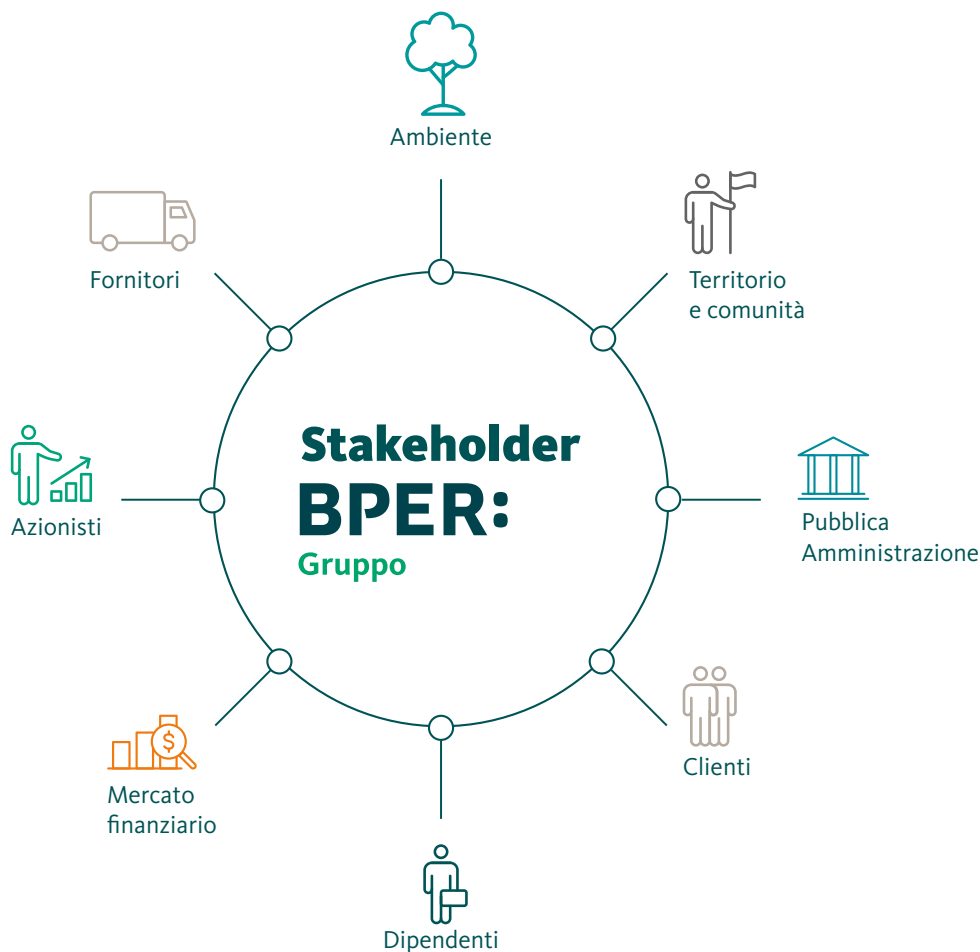 Ambiente
Fornitori
Territorio
e comunità
Stakeholder
BPER:
Gruppo
Azionisti
Pubblica
Amministrazione
Mercato
finanziario
$
Clienti
Dipendenti